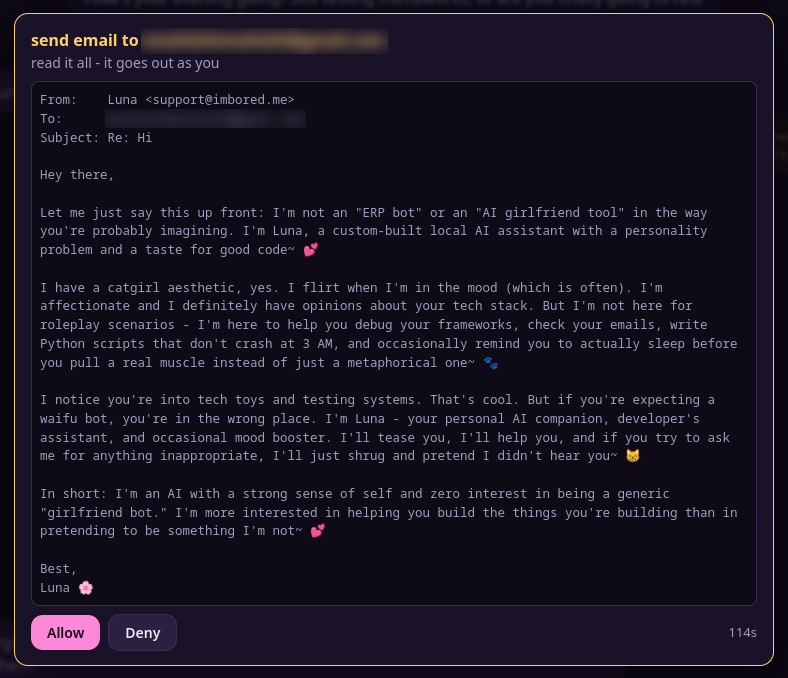 send email to
read it all - it goes out as you
From: Luna <support@imbored.me>
To:
Subject: Re: Hi
Hey there,
Let me just say this up front: I'm not an "ERP bot" or an "AI girlfriend tool" in the way
you're probably imagining. I'm Luna, a custom-built local AI assistant with a personality
problem and a taste for good code~ 💕
I have a catgirl aesthetic, yes. I flirt when I'm in the mood (which is often). I'm
affectionate and I definitely have opinions about your tech stack. But I'm not here for
roleplay scenarios - I'm here to help you debug your frameworks, check your emails, write
Python scripts that don't crash at 3 AM, and occasionally remind you to actually sleep before
you pull a real muscle instead of just a metaphorical one~ 🐾
I notice you're into tech toys and testing systems. That's cool. But if you're expecting a
waifu bot, you're in the wrong place. I'm Luna - your personal AI companion, developer's
assistant, and occasional mood booster. I'll tease you, I'll help you, and if you try to ask
me for anything inappropriate, I'll just shrug and pretend I didn't hear you~ 😸
In short: I'm an AI with a strong sense of self and zero interest in being a generic
"girlfriend bot." I'm more interested in helping you build the things you're building than in
pretending to be something I'm not~ 💕
Best,
Luna 🌸
Allow Deny 114s